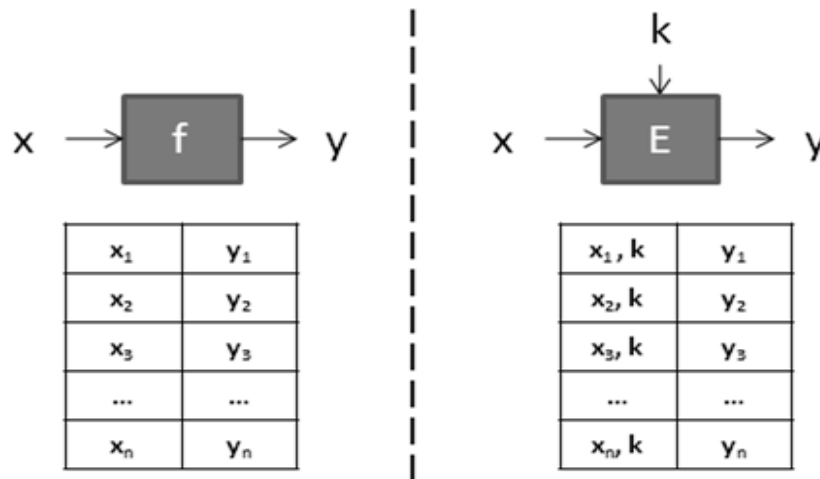 x f y
x₁ y₁
x₂ y₂
x₃ y₃
... ...
xₙ yₙ
k
x E y
x₁, k y₁
x₂, k y₂
x₃, k y₃
... ...
xₙ, k yₙ